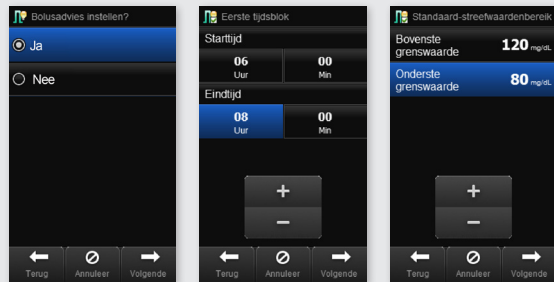 Bolusadvies instellen?
Ja
Nee
Terug Annuleer Volgende
Eerste tijdsblok
Starttijd
06 00
Uur Min
Eindtijd
08 00
Uur Min
+
−
Terug Annuleer Volgende
Standaard-streefwaardenbereik
Bovenste
grenswaarde 120 mg/dL
Onderste
grenswaarde 80 mg/dL
+
−
Terug Annuleer Volgende